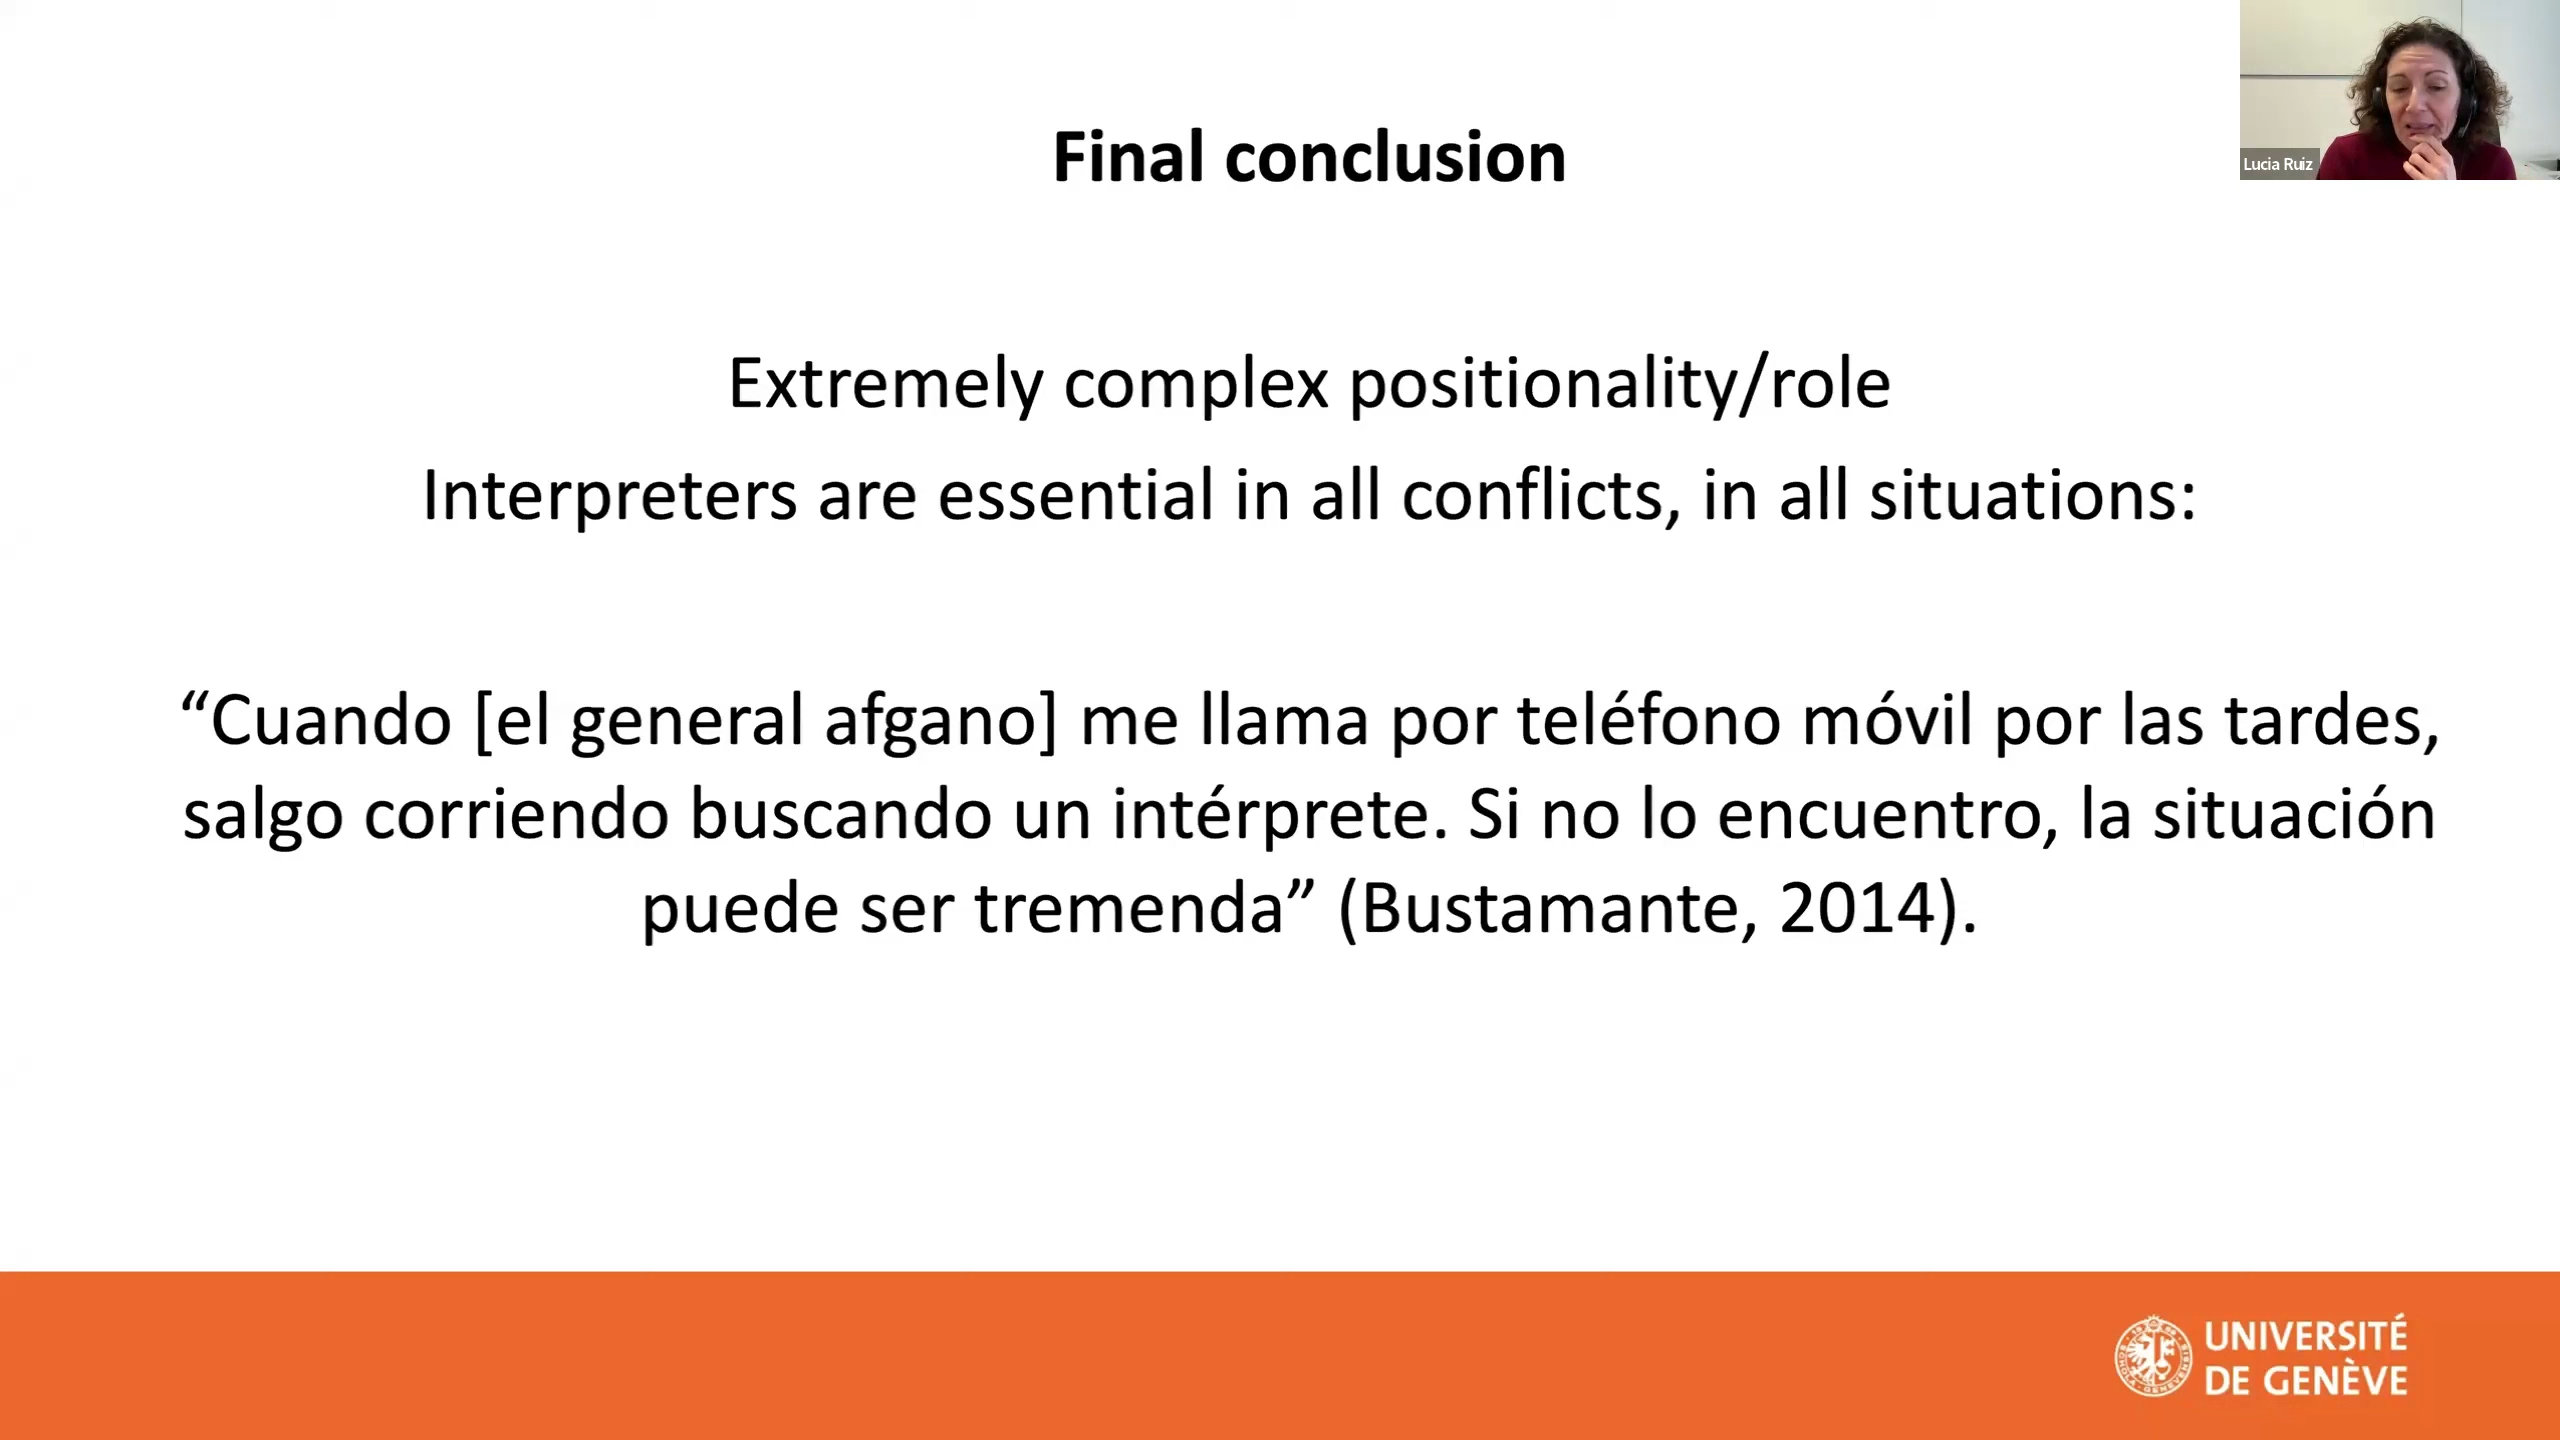 Final conclusion
Lucia Ruiz
Extremely complex positionality/role
Interpreters are essential in all conflicts, in all situations:
“Cuando [el general afgano] me llama por teléfono móvil por las tardes,
salgo corriendo buscando un intérprete. Si no lo encuentro, la situación
puede ser tremenda” (Bustamante, 2014).
UNIVERSITÉ
DE GENÈVE